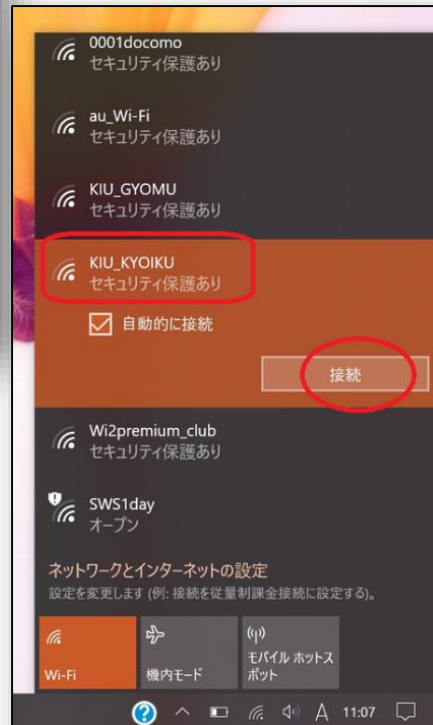 0001docomo
セキュリティ保護あり
au_Wi-Fi
セキュリティ保護あり
KIU_GYOMU
セキュリティ保護あり
KIU_KYOIKU
セキュリティ保護あり
自動的に接続
接続
Wi2premium_club
セキュリティ保護あり
SWS1day
オープン
ネットワークとインターネットの設定
設定を変更します (例: 接続を従量制課金接続に設定する)。
Wi-Fi
機内モード
モバイル ホットス
ポット
A 11:07